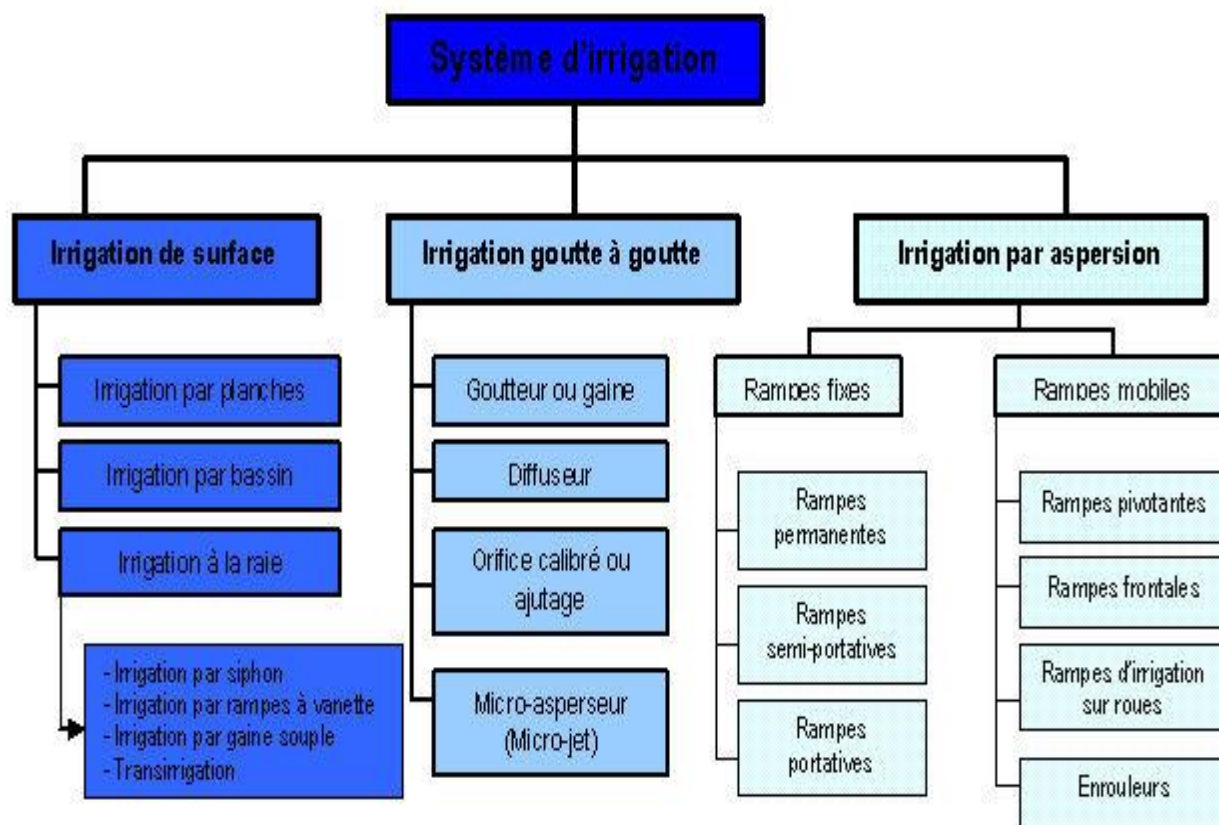 Système d'irrigation
Irrigation de surface
Irrigation par planches
Irrigation par bassin
Irrigation à la raie
- Irrigation par siphon
- Irrigation par rampes à vanette
- Irrigation par gaine souple
- Transirrigation
Irrigation goutte à goutte
Goutteur ou gaine
Diffuseur
Orifice calibré ou
ajutage
Micro-asperseur
(Micro-jet)
Irrigation par aspersion
Rampes fixes
Rampes
permanentes
Rampes
semi-portatives
Rampes
portatives
Rampes mobiles
Rampes pivotantes
Rampes frontales
Rampes d'irrigation
sur roues
Enrouleurs